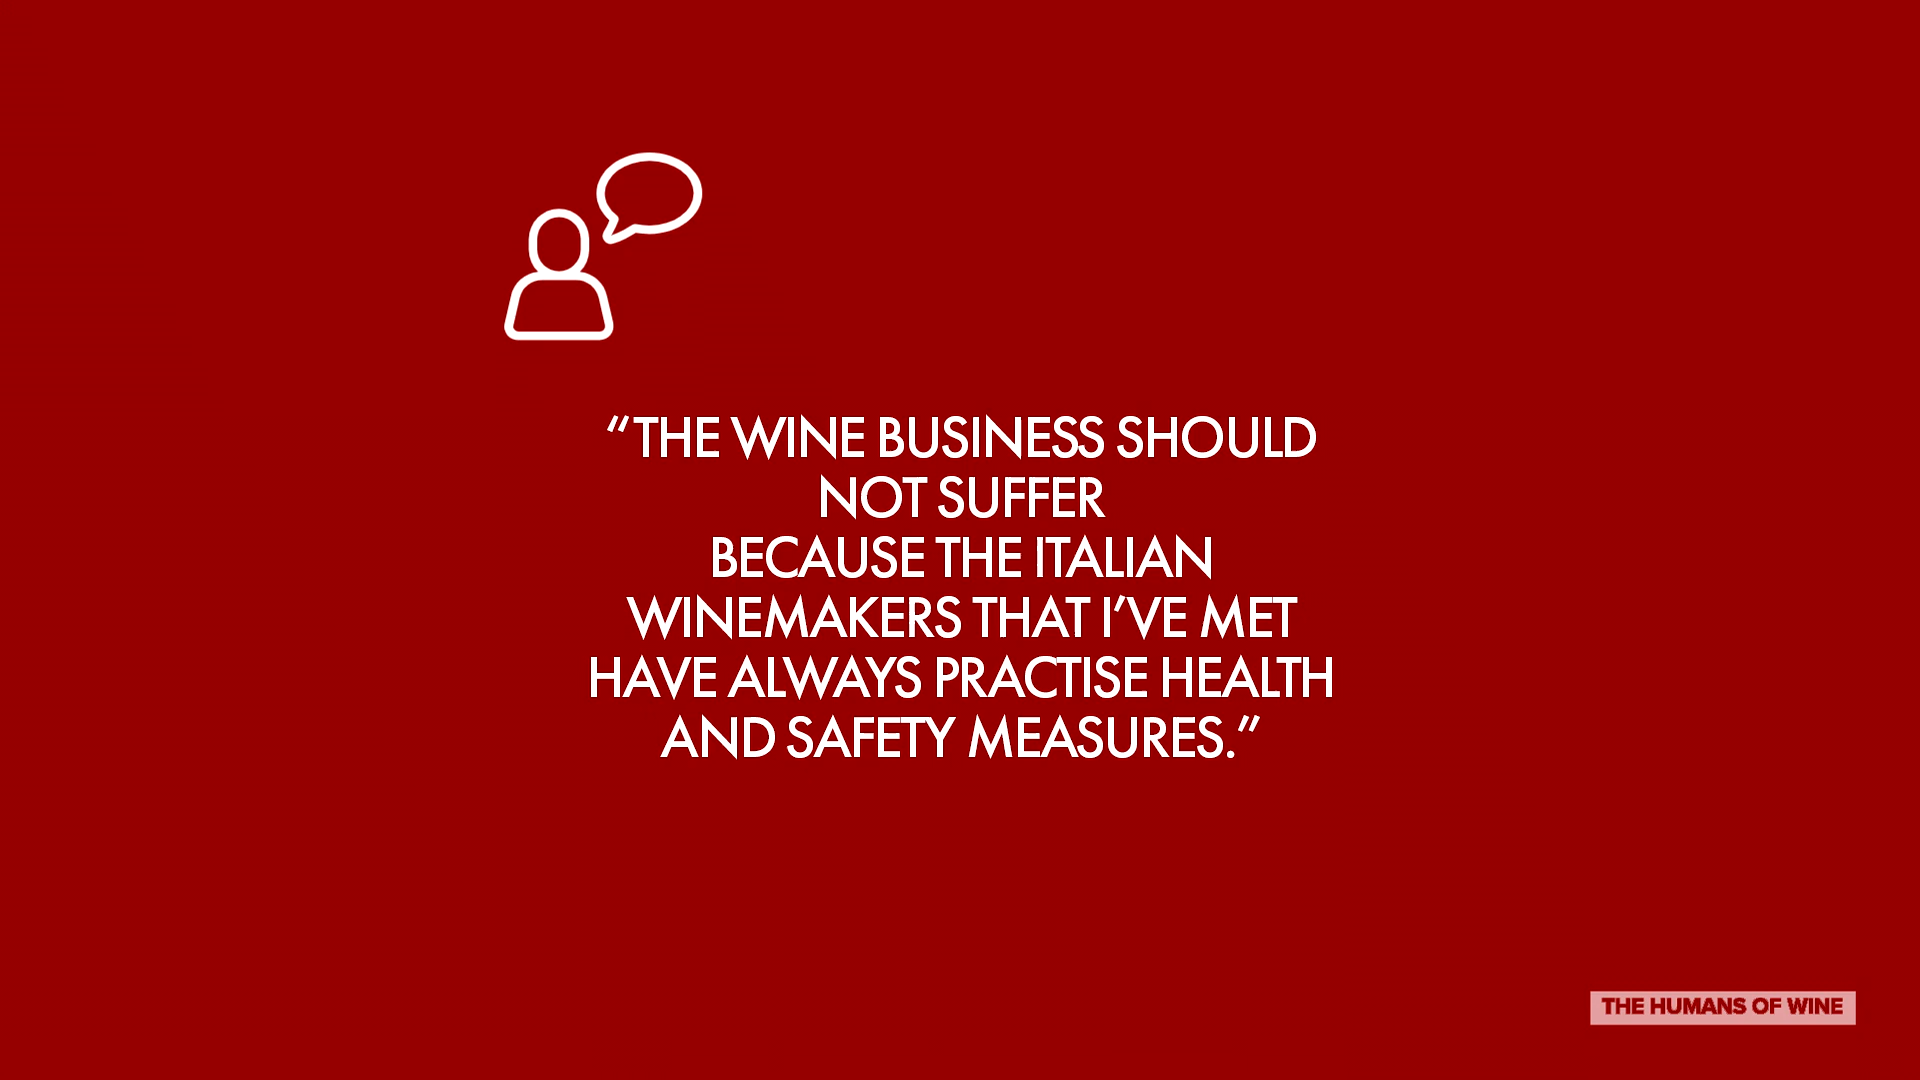 “THE WINE BUSINESS SHOULD
NOT SUFFER
BECAUSE THE ITALIAN
WINEMAKERS THAT I’VE MET
HAVE ALWAYS PRACTISE HEALTH
AND SAFETY MEASURES.”
THE HUMANS OF WINE